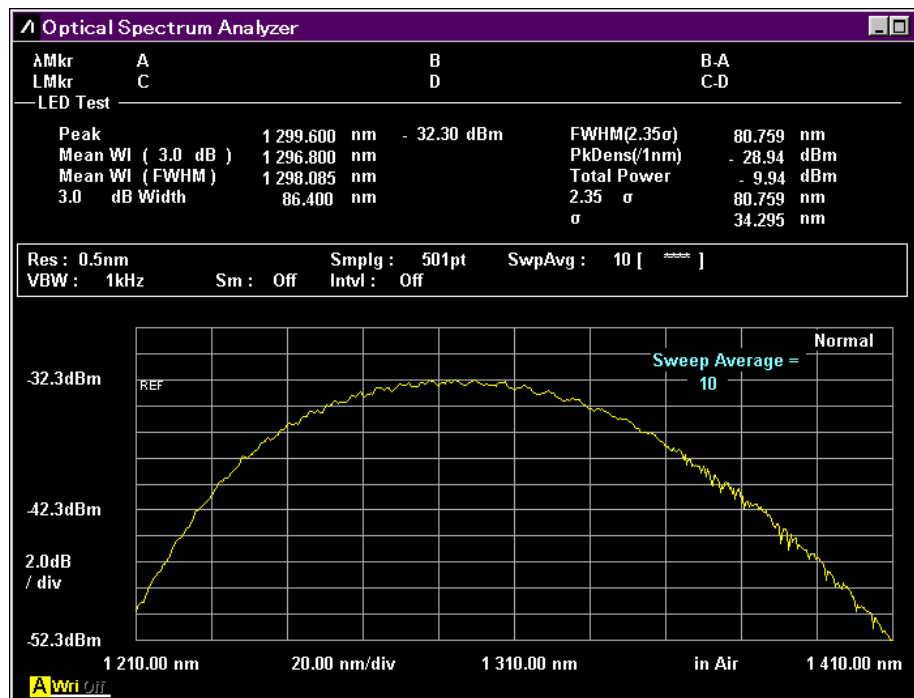 Optical Spectrum Analyzer
λMkr A B B-A
LMkr C D C-D
LED Test
Peak 1 299.600 nm - 32.30 dBm FWHM(2.35σ) 80.759 nm
Mean Wl ( 3.0 dB ) 1 296.800 nm PkDens(/1nm) - 28.94 dBm
Mean Wl ( FWHM ) 1 298.085 nm Total Power - 9.94 dBm
3.0 dB Width 86.400 nm 2.35 σ 80.759 nm
σ 34.295 nm
Res : 0.5nm Smplg : 501pt SwpAvg : 10 [ **** ]
VBW : 1kHz Sm : Off Intvl : Off
Normal
Sweep Average =
-32.3dBm REF 10
-42.3dBm
2.0dB
/ div
-52.3dBm
1 210.00 nm 20.00 nm/div 1 310.00 nm in Air 1 410.00 nm
A Wri Off